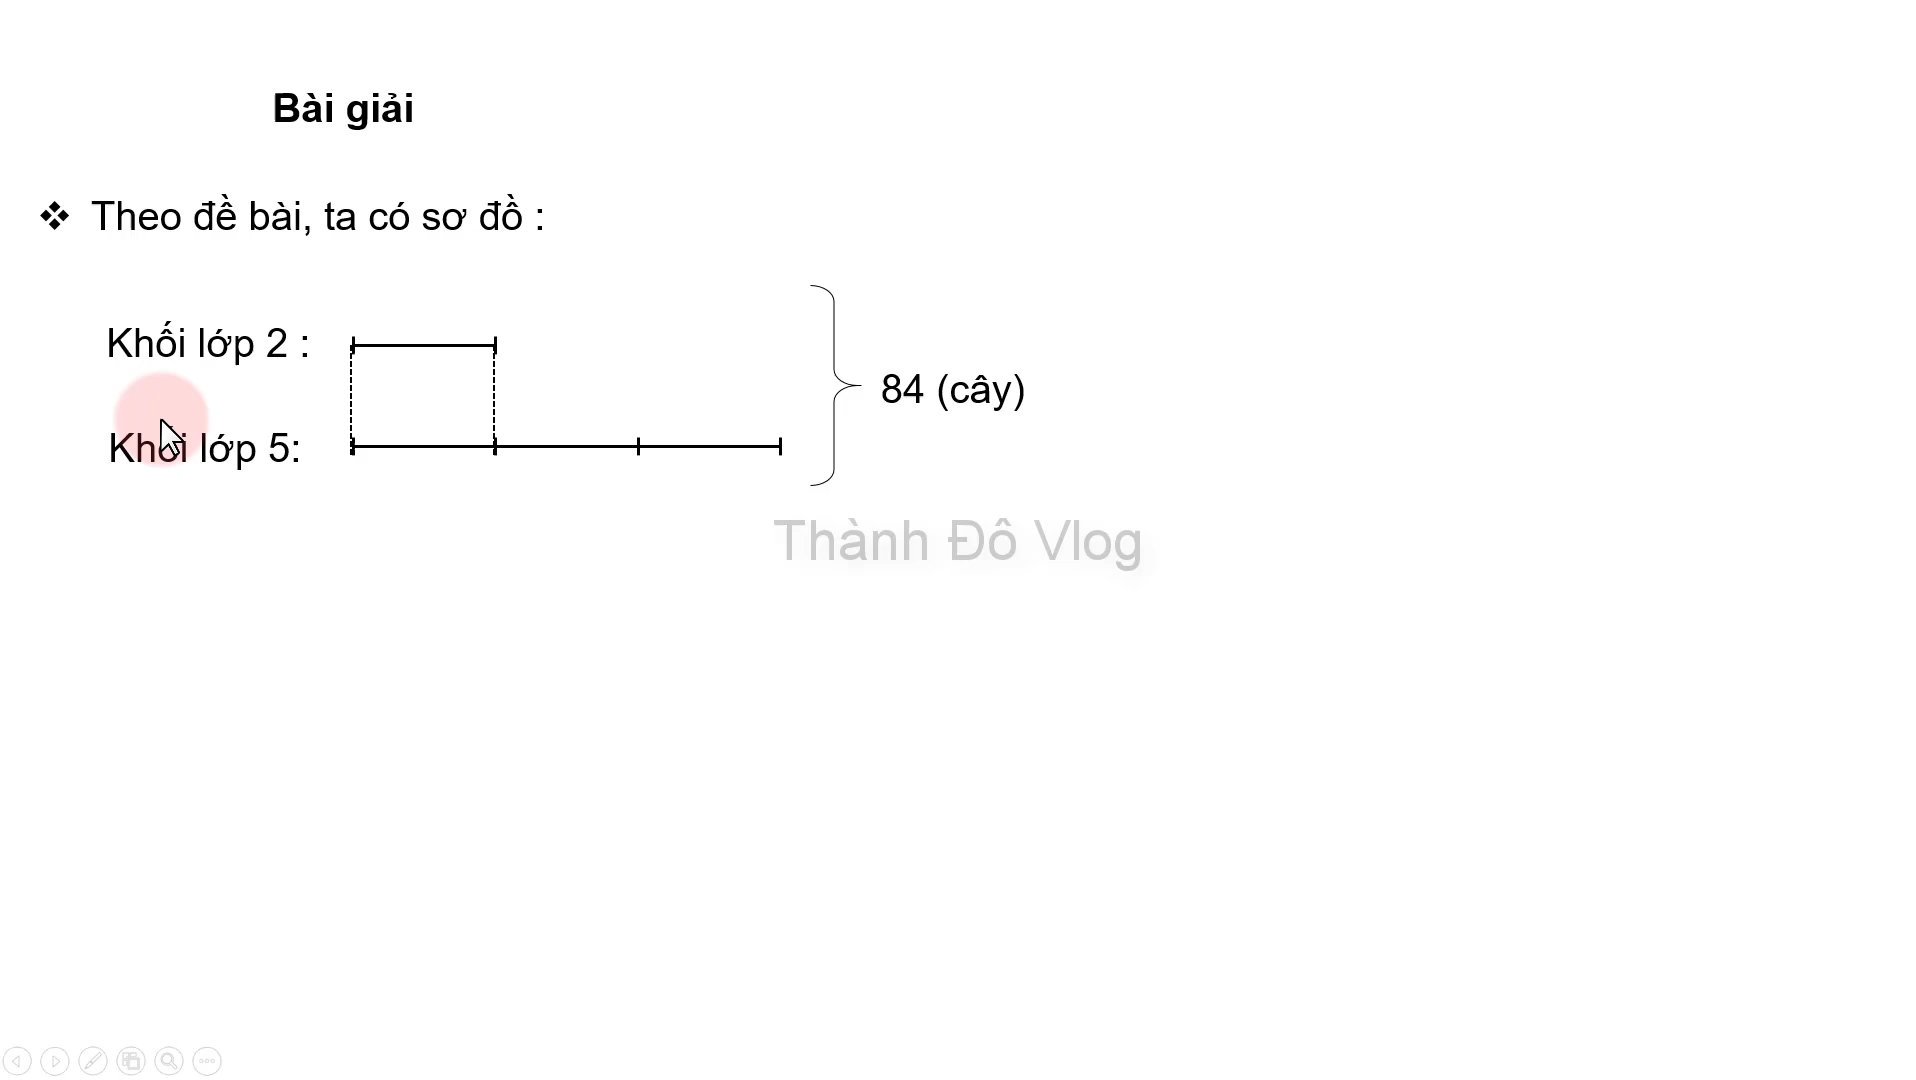 Bài giải
❖ Theo đề bài, ta có sơ đồ :
Khối lớp 2 :
84 (cây)
Khối lớp 5:
Thành Đô Vlog